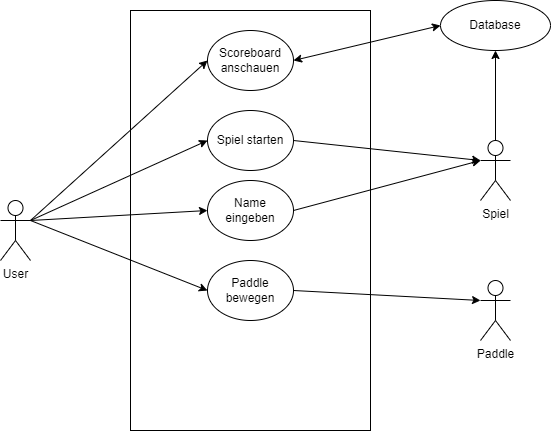 Database
Scoreboard
anschauen
Spiel starten
Name
eingeben
Spiel
User
Paddle
bewegen
Paddle